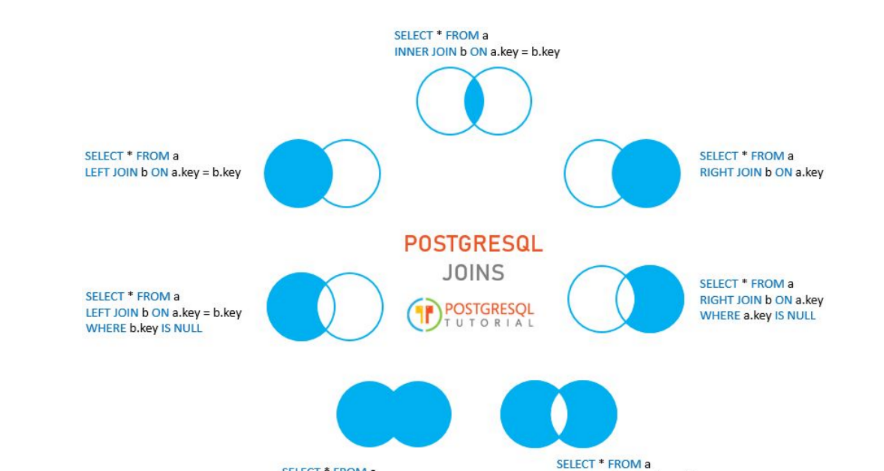 SELECT * FROM a
INNER JOIN b ON a.key = b.key
SELECT * FROM a
LEFT JOIN b ON a.key = b.key
SELECT * FROM a
RIGHT JOIN b ON a.key
POSTGRESQL
JOINS
POSTGRESQL
TUTORIAL
SELECT * FROM a
LEFT JOIN b ON a.key = b.key
WHERE b.key IS NULL
SELECT * FROM a
RIGHT JOIN b ON a.key
WHERE a.key IS NULL
SELECT * FROM a
SELECT * FROM a